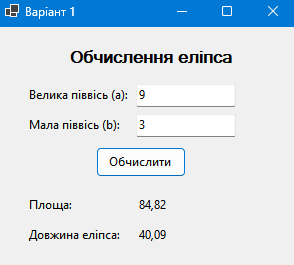 Варіант 1
Обчислення еліпса
Велика піввісь (a): 9
Мала піввісь (b): 3
Обчислити
Площа: 84,82
Довжина еліпса: 40,09